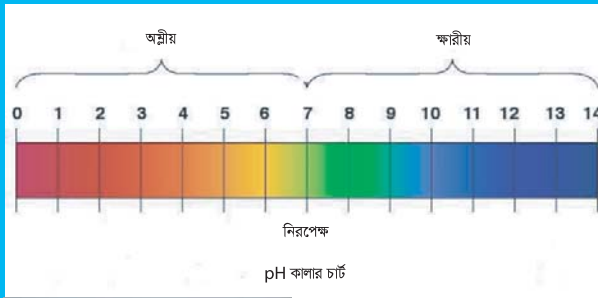 অম্লীয় ক্ষারীয়
0 1 2 3 4 5 6 7 8 9 10 11 12 13 14
নিরপেক্ষ
pH কালার চার্ট